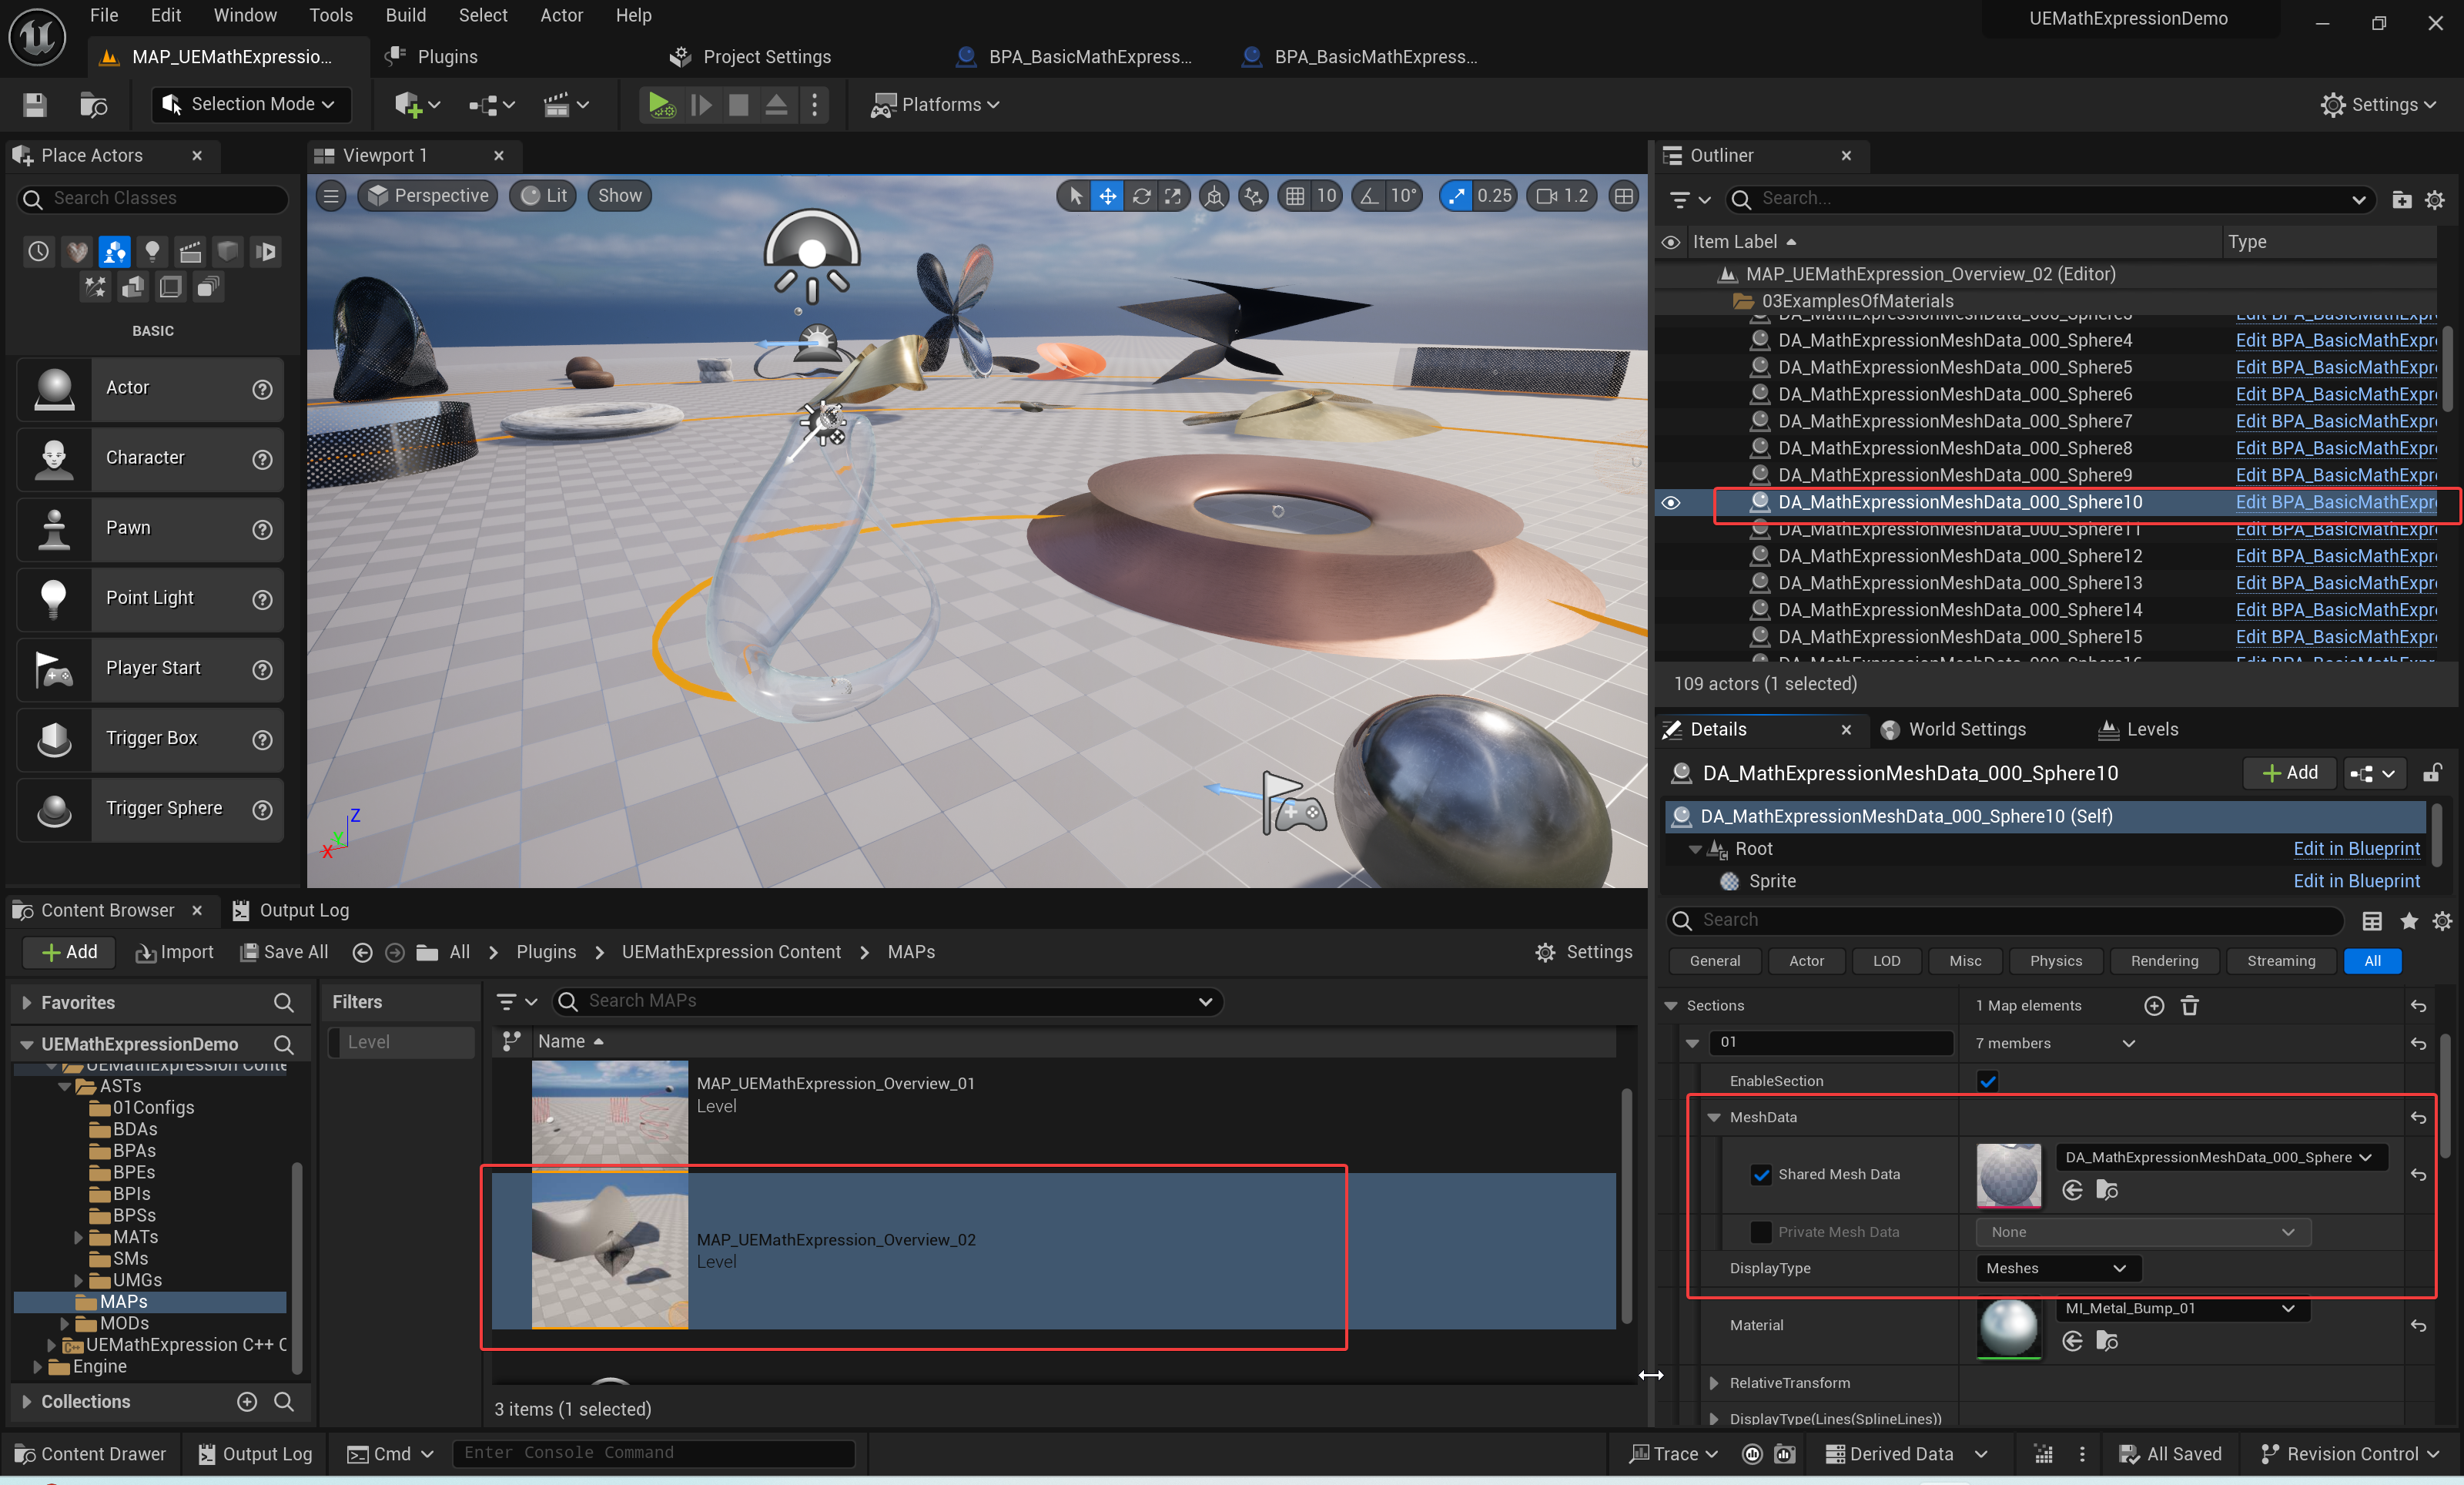 File Edit Window Tools Build Select Actor Help
UEMathExpressionDemo
MAP_UEMathExpressio...
Plugins
Project Settings
BPA_BasicMathExpress...
BPA_BasicMathExpress...
Selection Mode
Platforms
Settings
Place Actors
Search Classes
BASIC
Actor
Character
Pawn
Point Light
Player Start
Trigger Box
Trigger Sphere
Viewport 1
Perspective
Lit
Show
10
10°
0.25
1.2
Z
Y
X
Outliner
Search...
Item Label
Type
MAP_UEMathExpression_Overview_02 (Editor)
03ExamplesOfMaterials
DA_MathExpressionMeshData_000_Sphere3 Edit BPA_BasicMathExpr
DA_MathExpressionMeshData_000_Sphere4 Edit BPA_BasicMathExpr
DA_MathExpressionMeshData_000_Sphere5 Edit BPA_BasicMathExpr
DA_MathExpressionMeshData_000_Sphere6 Edit BPA_BasicMathExpr
DA_MathExpressionMeshData_000_Sphere7 Edit BPA_BasicMathExpr
DA_MathExpressionMeshData_000_Sphere8 Edit BPA_BasicMathExpr
DA_MathExpressionMeshData_000_Sphere9 Edit BPA_BasicMathExpr
DA_MathExpressionMeshData_000_Sphere10 Edit BPA_BasicMathExpr
DA_MathExpressionMeshData_000_Sphere11 Edit BPA_BasicMathExpr
DA_MathExpressionMeshData_000_Sphere12 Edit BPA_BasicMathExpr
DA_MathExpressionMeshData_000_Sphere13 Edit BPA_BasicMathExpr
DA_MathExpressionMeshData_000_Sphere14 Edit BPA_BasicMathExpr
DA_MathExpressionMeshData_000_Sphere15 Edit BPA_BasicMathExpr
109 actors (1 selected)
Details
World Settings
Levels
DA_MathExpressionMeshData_000_Sphere10
Add
DA_MathExpressionMeshData_000_Sphere10 (Self)
Root Edit in Blueprint
Sprite Edit in Blueprint
Search
General Actor LOD Misc Physics Rendering Streaming All
Sections 1 Map elements
01 7 members
EnableSection
MeshData
Shared Mesh Data DA_MathExpressionMeshData_000_Sphere
Private Mesh Data None
DisplayType Meshes
Material MI_Metal_Bump_01
RelativeTransform
DisplayType(Lines(SplineLines))
Content Browser
Output Log
Add Import Save All All Plugins UEMathExpression Content MAPs Settings
Favorites
UEMathExpressionDemo
UEMathExpression Conte
ASTs
01Configs
BDAs
BPAs
BPEs
BPIs
BPSs
MATs
SMs
UMGs
MAPs
MODs
UEMathExpression C++ C
Engine
Collections
Filters
Level
Search MAPs
Name
MAP_UEMathExpression_Overview_01
Level
MAP_UEMathExpression_Overview_02
Level
3 items (1 selected)
Content Drawer Output Log Cmd Enter Console Command Trace Derived Data All Saved Revision Control